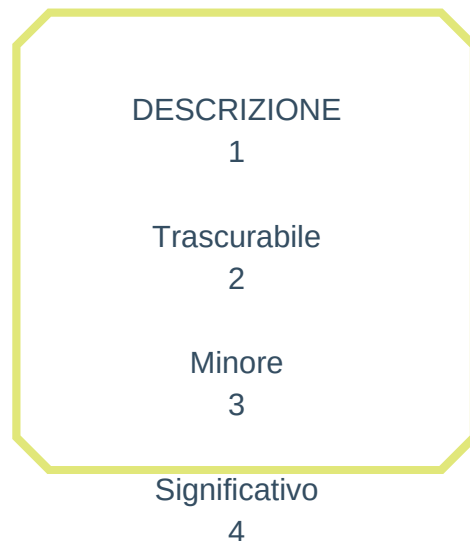 DESCRIZIONE
1
Trascurabile
2
Minore
3
Significativo
4